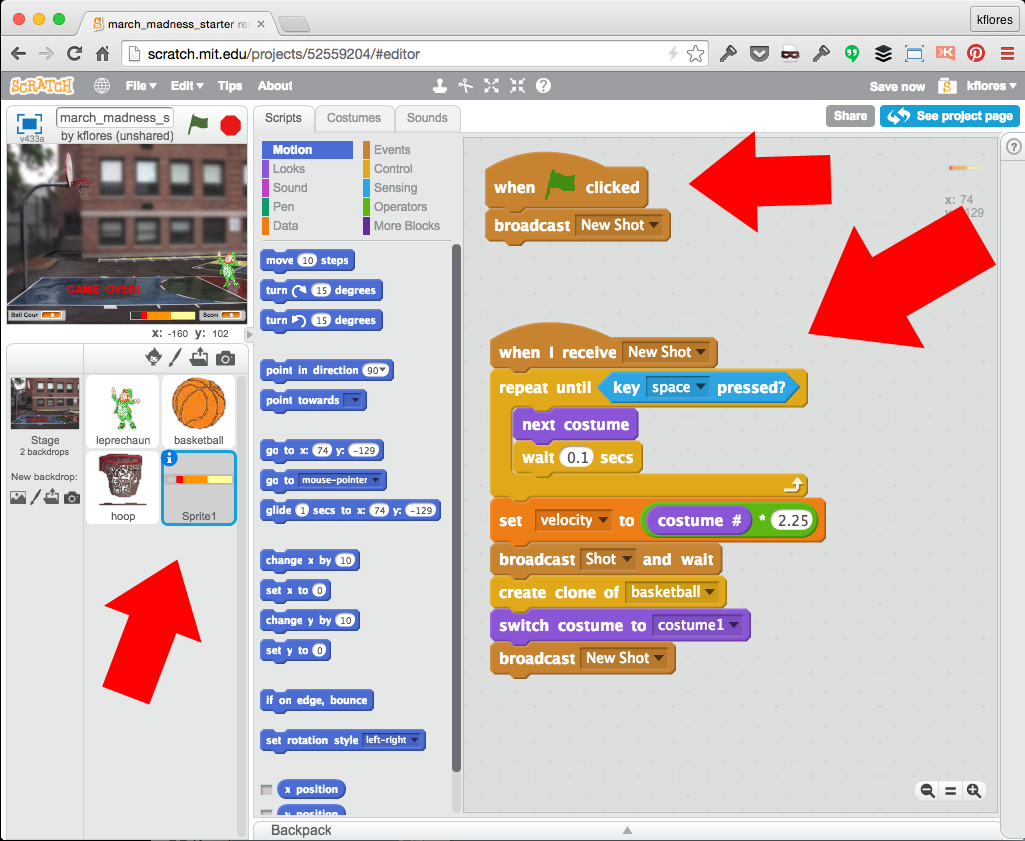 march_madness_starter re
kflores
scratch.mit.edu/projects/52559204/#editor
SCRATCH
File
Edit
Tips
About
Save now
kflores
v433a
march_madness_s
by kflores (unshared)
Scripts
Costumes
Sounds
Share
See project page
Motion
Looks
Sound
Pen
Data
Events
Control
Sensing
Operators
More Blocks
GAME OVER!
Ball Coun
Score
x: -160 y: 102
Stage
2 backdrops
New backdrop:
leprechaun
basketball
hoop
Sprite1
move 10 steps
turn 15 degrees
turn 15 degrees
point in direction 90
point towards
go to x: 74 y: -129
go to mouse-pointer
glide 1 secs to x: 74 y: -129
change x by 10
set x to 0
change y by 10
set y to 0
if on edge, bounce
set rotation style left-right
x position
y position
when clicked
broadcast New Shot
x: 74
129
when I receive New Shot
repeat until key space pressed?
next costume
wait 0.1 secs
set velocity to costume # * 2.25
broadcast Shot and wait
create clone of basketball
switch costume to costume1
broadcast New Shot
Backpack